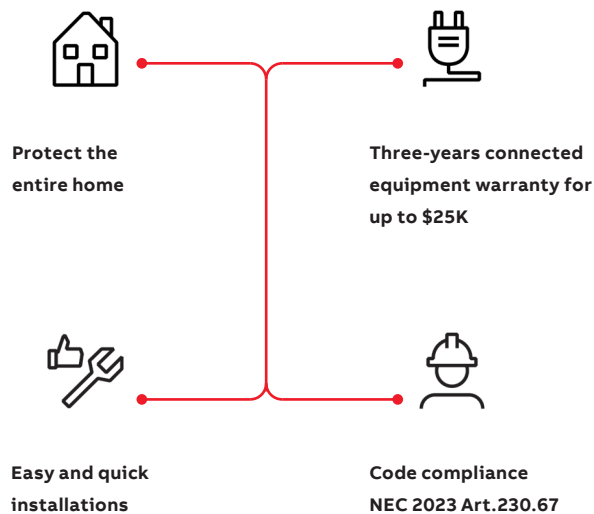 Protect the
entire home
Three-years connected
equipment warranty for
up to $25K
Easy and quick
installations
Code compliance
NEC 2023 Art.230.67